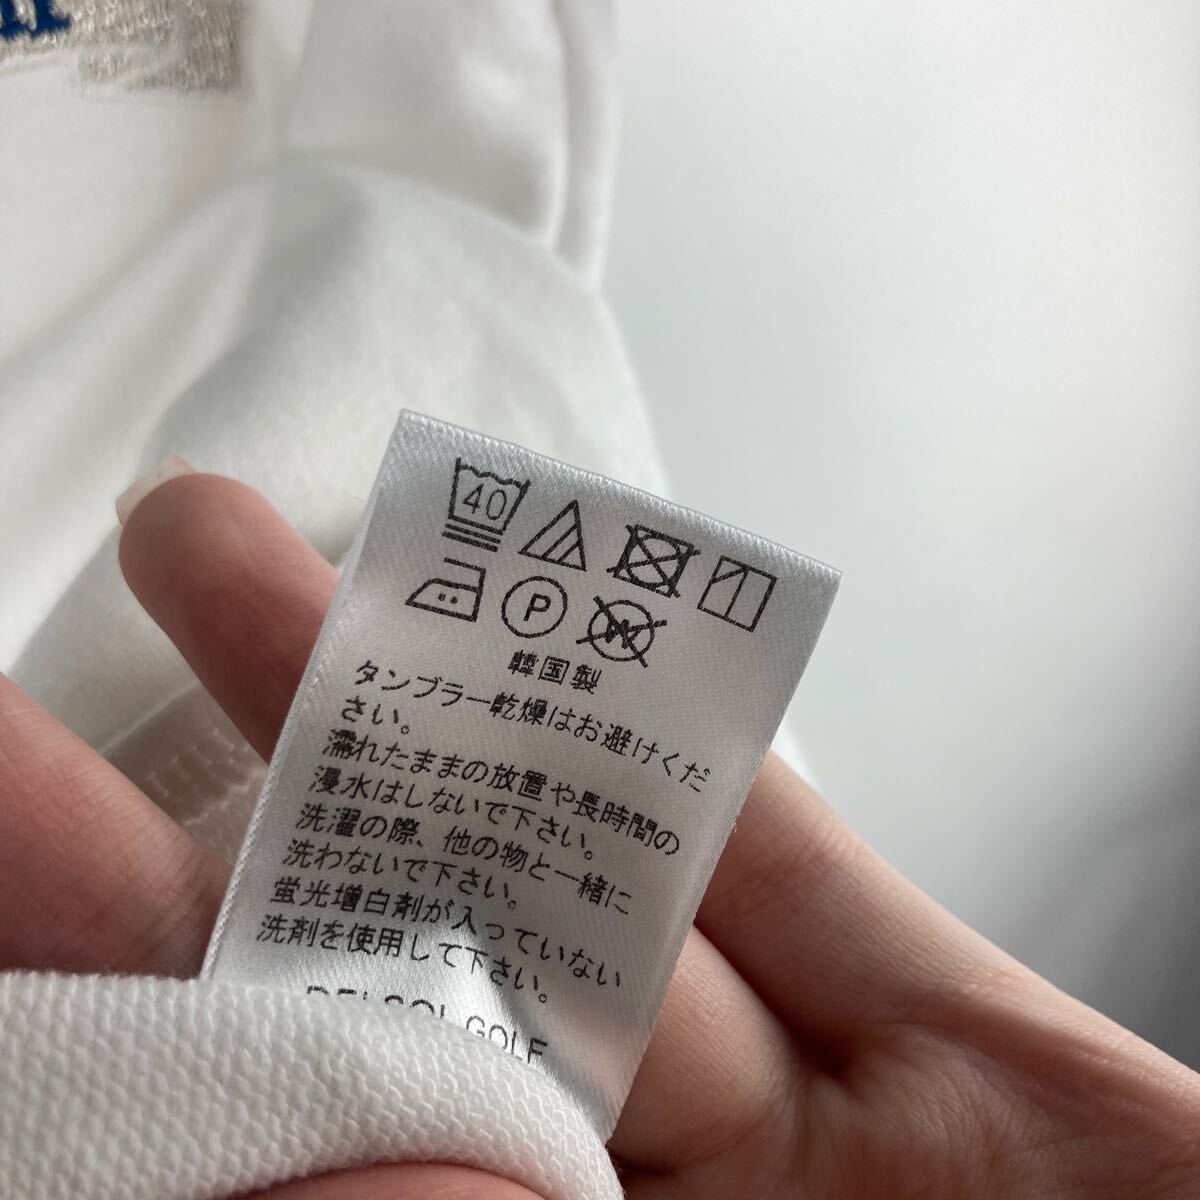 40
P
W
韓国製
タンブラー乾燥はお避けくだ
さい。
濡れたままの放置や長時間の
浸水はしないで下さい。
洗濯の際、他の物と一緒に
洗わないで下さい。
蛍光増白剤が入っていない
洗剤を使用して下さい。
DELSOL GOLF